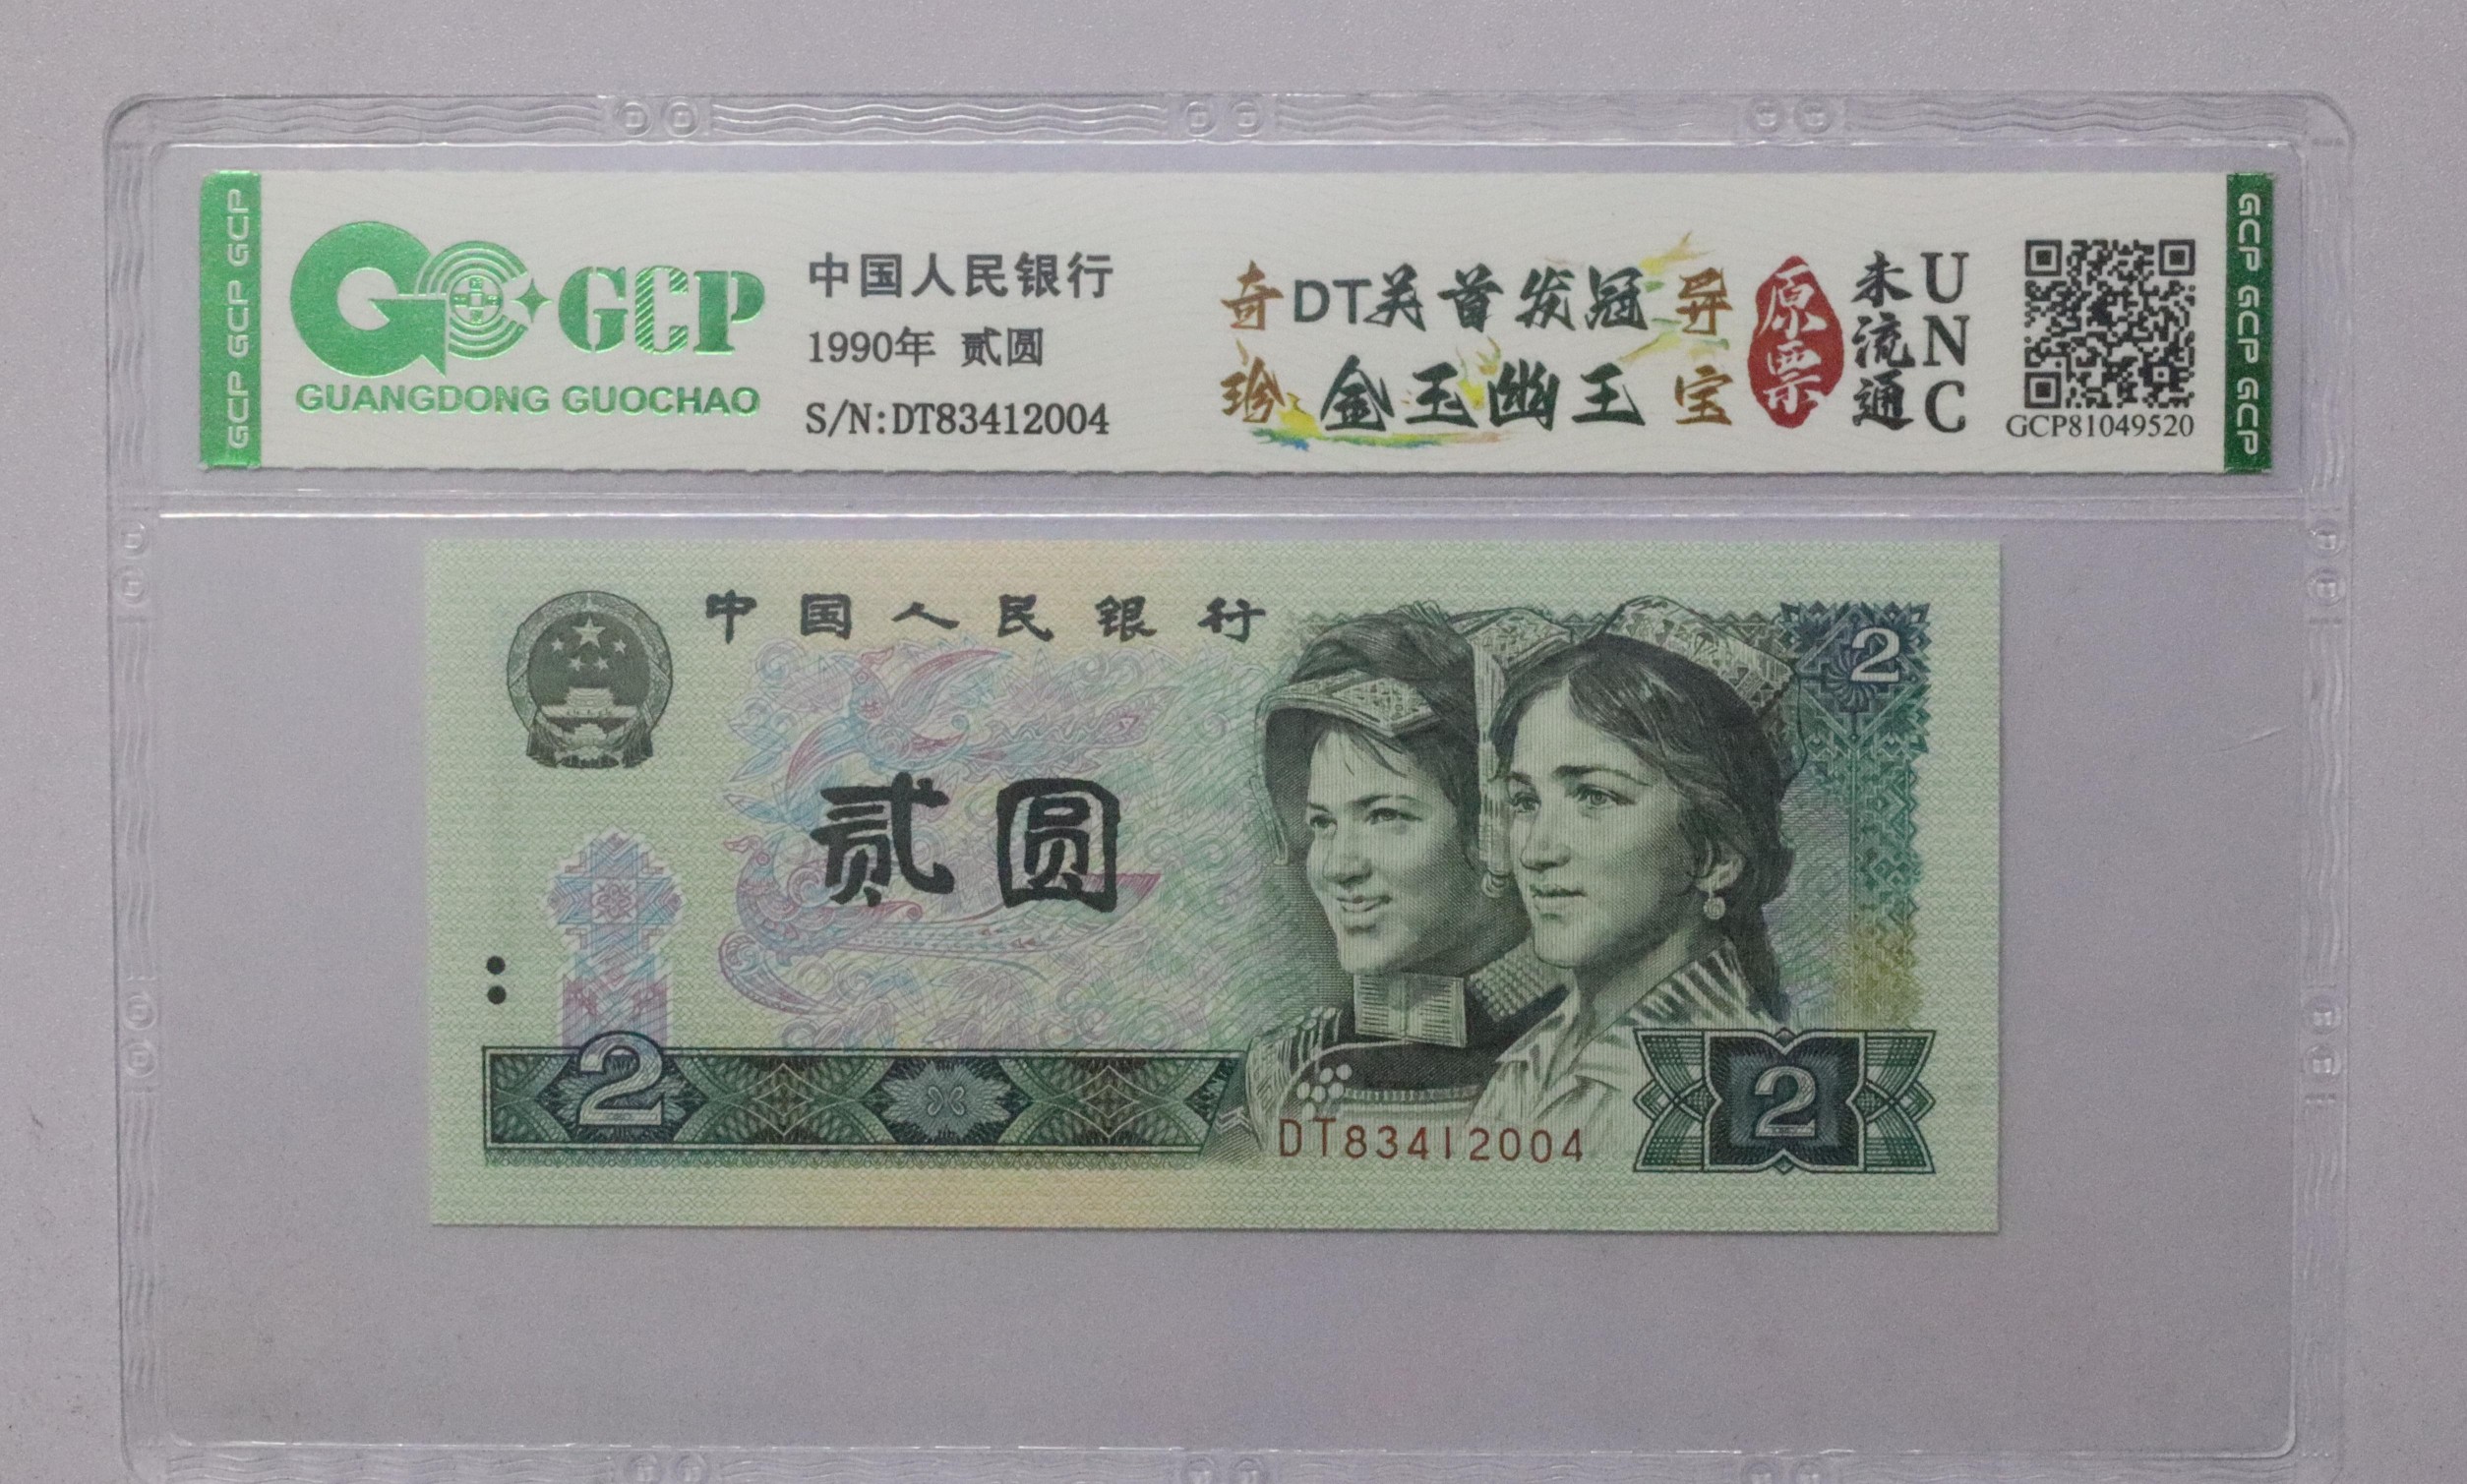 GCP GCP GCP
GCP
GUANGDONG GUOCHAO
中国人民银行
1990年 贰圆
S/N:DT83412004
奇珍
DT关首发冠
金玉幽王
异宝
原票
未流通
UNC
GCP81049520
GCP GCP GCP
中国人民银行
2
贰圆
2
DT83412004
2